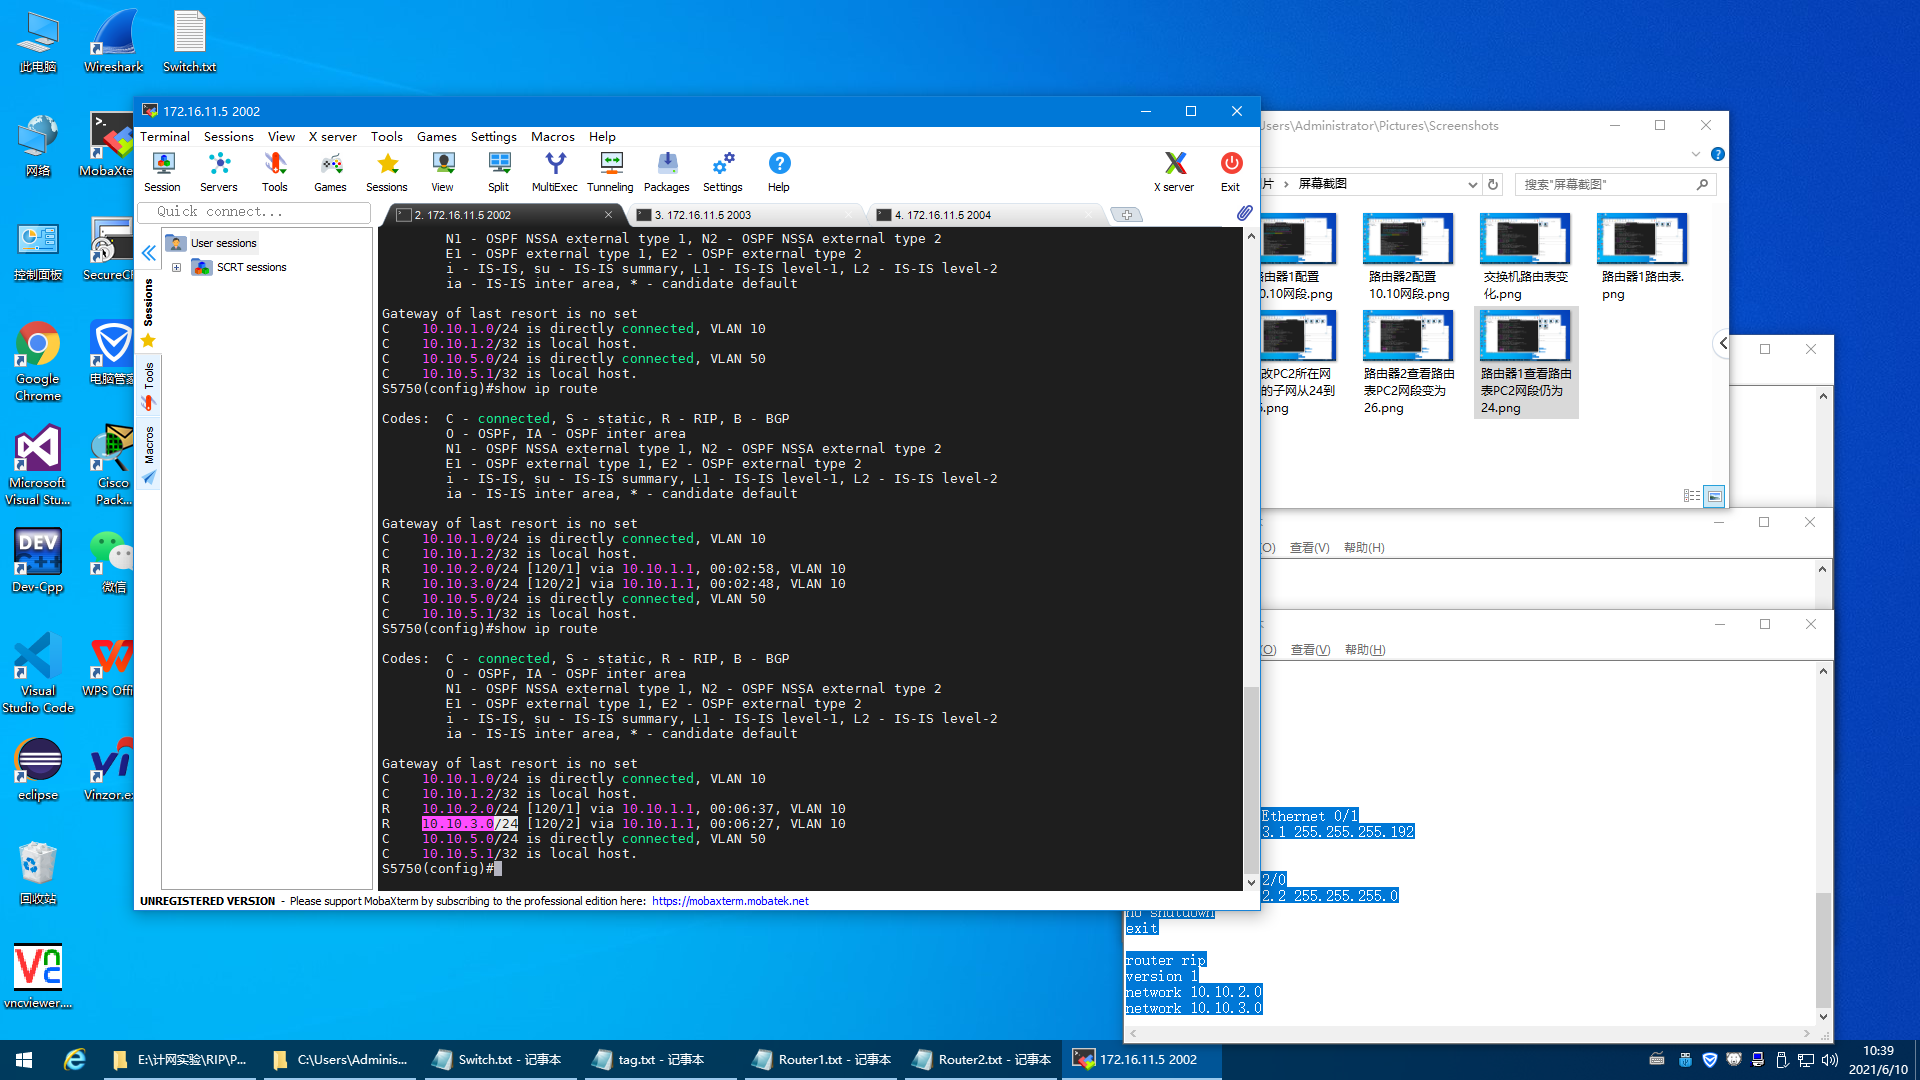 此电脑
Wireshark
Switch.txt
网络
MobaXte
控制面板
SecureC
Google
Chrome
电脑管家
Microsoft
Visual Stu...
Cisco
Pack...
Dev-Cpp
微信
Visual
Studio Code
WPS Offi
eclipse
Vinzor.ex
回收站
vncviewer....
172.16.11.5 2002
Terminal Sessions View X server Tools Games Settings Macros Help
Session Servers Tools Games Sessions View Split MultiExec Tunneling Packages Settings Help X server Exit
Quick connect...
2. 172.16.11.5 2002
3. 172.16.11.5 2003
4. 172.16.11.5 2004
User sessions
SCRT sessions
Sessions
Tools
Macros
N1 - OSPF NSSA external type 1, N2 - OSPF NSSA external type 2
E1 - OSPF external type 1, E2 - OSPF external type 2
i - IS-IS, su - IS-IS summary, L1 - IS-IS level-1, L2 - IS-IS level-2
ia - IS-IS inter area, * - candidate default
Gateway of last resort is no set
C 10.10.1.0/24 is directly connected, VLAN 10
C 10.10.1.2/32 is local host.
C 10.10.5.0/24 is directly connected, VLAN 50
C 10.10.5.1/32 is local host.
S5750(config)#show ip route
Codes: C - connected, S - static, R - RIP, B - BGP
O - OSPF, IA - OSPF inter area
N1 - OSPF NSSA external type 1, N2 - OSPF NSSA external type 2
E1 - OSPF external type 1, E2 - OSPF external type 2
i - IS-IS, su - IS-IS summary, L1 - IS-IS level-1, L2 - IS-IS level-2
ia - IS-IS inter area, * - candidate default
Gateway of last resort is no set
C 10.10.1.0/24 is directly connected, VLAN 10
C 10.10.1.2/32 is local host.
R 10.10.2.0/24 [120/1] via 10.10.1.1, 00:02:58, VLAN 10
R 10.10.3.0/24 [120/2] via 10.10.1.1, 00:02:48, VLAN 10
C 10.10.5.0/24 is directly connected, VLAN 50
C 10.10.5.1/32 is local host.
S5750(config)#show ip route
Codes: C - connected, S - static, R - RIP, B - BGP
O - OSPF, IA - OSPF inter area
N1 - OSPF NSSA external type 1, N2 - OSPF NSSA external type 2
E1 - OSPF external type 1, E2 - OSPF external type 2
i - IS-IS, su - IS-IS summary, L1 - IS-IS level-1, L2 - IS-IS level-2
ia - IS-IS inter area, * - candidate default
Gateway of last resort is no set
C 10.10.1.0/24 is directly connected, VLAN 10
C 10.10.1.2/32 is local host.
R 10.10.2.0/24 [120/1] via 10.10.1.1, 00:06:37, VLAN 10
R 10.10.3.0/24 [120/2] via 10.10.1.1, 00:06:27, VLAN 10
C 10.10.5.0/24 is directly connected, VLAN 50
C 10.10.5.1/32 is local host.
S5750(config)#
UNREGISTERED VERSION - Please support MobaXterm by subscribing to the professional edition here: https://mobaxterm.mobatek.net
Users\Administrator\Pictures\Screenshots
片 › 屏幕截图
搜索"屏幕截图"
由器1配置
0.10网段.png
路由器2配置
10.10网段.png
交换机路由表变
化.png
路由器1路由表.
png
改PC2所在网
的子网从24到
.png
路由器2查看路由
表PC2网段变为
26.png
路由器1查看路由
表PC2网段仍为
24.png
(O) 查看(V) 帮助(H)
(O) 查看(V) 帮助(H)
Ethernet 0/1
3.1 255.255.255.192
2/0
2.2 255.255.255.0
no shutdown
exit
router rip
version 1
network 10.10.2.0
network 10.10.3.0
E:\计网实验\RIP\P...
C:\Users\Adminis...
Switch.txt - 记事本
tag.txt - 记事本
Router1.txt - 记事本
Router2.txt - 记事本
172.16.11.5 2002
10:39
2021/6/10